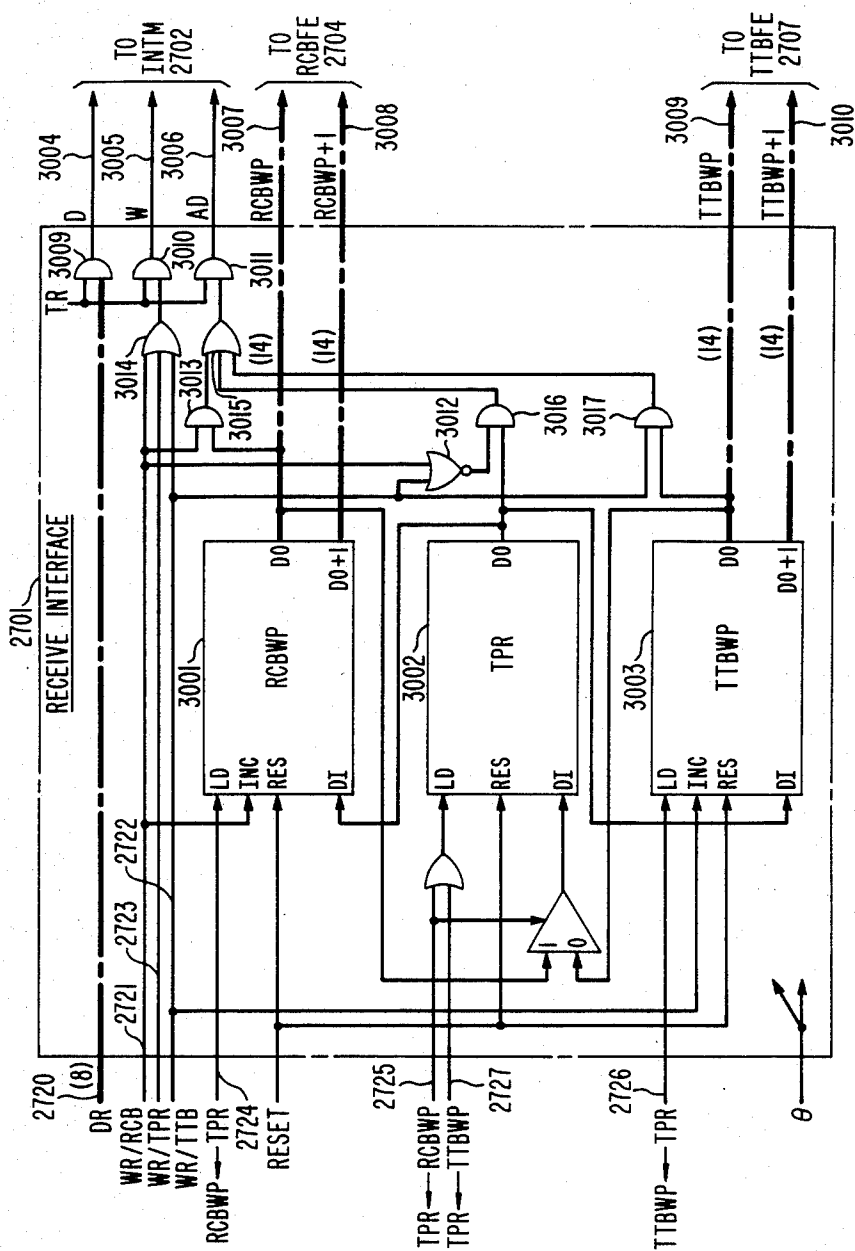 2701
RECEIVE INTERFACE
2720
(8)
DR
2721
2723
2722
WR/RCB
WR/TPR
WR/TTB
RCBWP ← TPR
2724
RESET
2725
TPR ← RCBWP
TPR ← TTBWP
2727
2726
TTBWP ← TPR
θ
3001
LD
INC
RES
DI
RCBWP
DO
DO+1
3002
LD
RES
DI
TPR
DO
1
0
3003
LD
INC
RES
DI
TTBWP
DO
DO+1
3014
3013
3015
3012
3016
3017
TR
3009
3010
3011
(14)
(14)
(14)
(14)
D
W
AD
3004
3005
3006
TO
INTM
2702
RCBWP
3007
RCBWP+1
3008
TO
RCBFE
2704
TTBWP
3009
TTBWP+1
3010
TO
TTBFE
2707